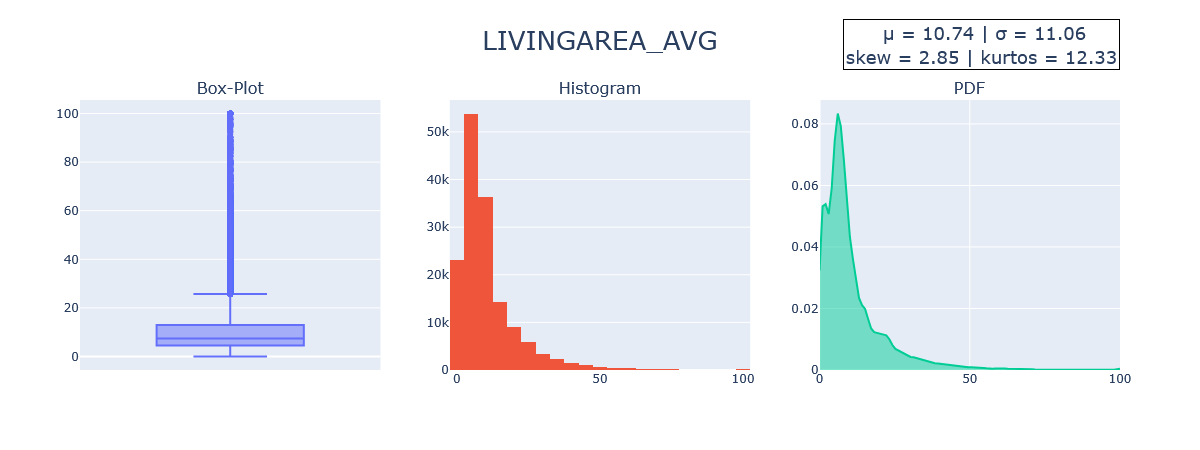 LIVINGAREA_AVG
μ = 10.74 | σ = 11.06
skew = 2.85 | kurtos = 12.33
Box-Plot
Histogram
PDF
100
80
60
40
20
0
50k
40k
30k
20k
10k
0
0
50
100
0.08
0.06
0.04
0.02
0
0
50
100